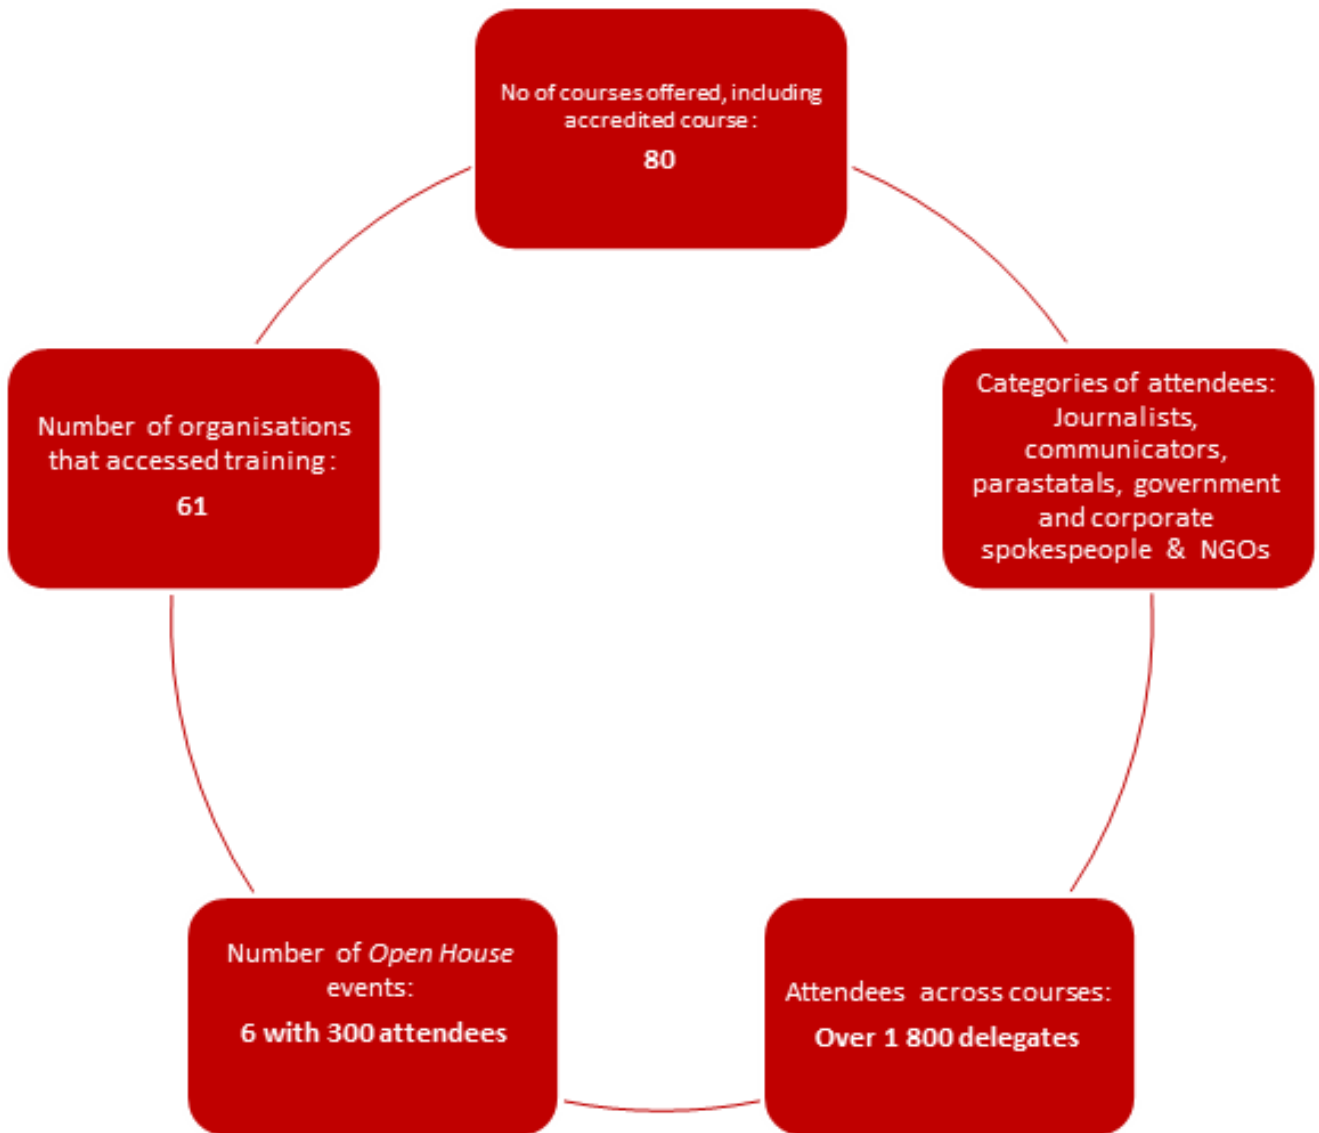 No of courses offered, including
accredited course :
80
Categories of attendees:
Journalists,
communicators,
parastatals, government
and corporate
spokespeople & NGOs
Attendees across courses:
Over 1 800 delegates
Number of Open House
events:
6 with 300 attendees
Number of organisations
that accessed training :
61